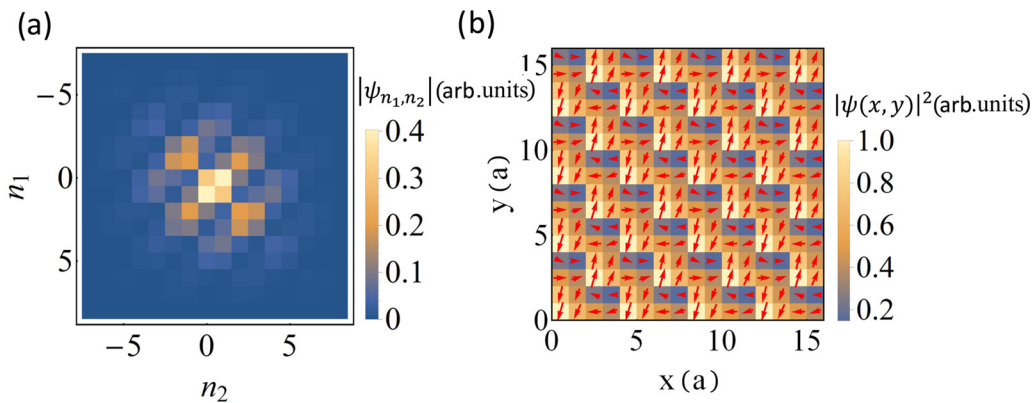 (a)
−5
0
5
n₁
−5 0 5
n₂
|ψₙ₁,ₙ₂|(arb.units)
0.4
0.3
0.2
0.1
0
(b)
15
10
5
0
y(a)
0 5 10 15
x(a)
|ψ(x, y)|²(arb.units)
1.0
0.8
0.6
0.4
0.2